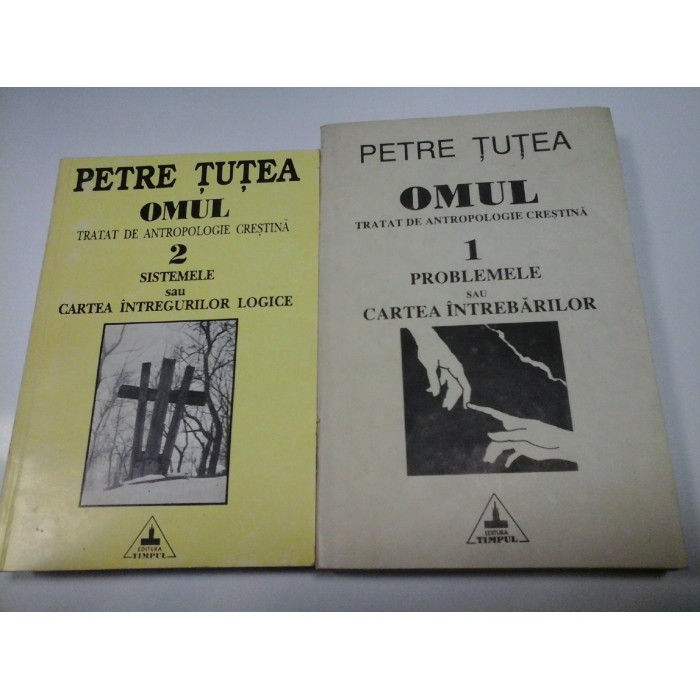 PETRE ȚUȚEA
OMUL
TRATAT DE ANTROPOLOGIE CREȘTINĂ
2
SISTEMELE
sau
CARTEA ÎNTREGURILOR LOGICE
EDITURA
TIMPUL
PETRE ȚUȚEA
OMUL
TRATAT DE ANTROPOLOGIE CREȘTINĂ
1
PROBLEMELE
SAU
CARTEA ÎNTREBĂRILOR
EDITURA
TIMPUL